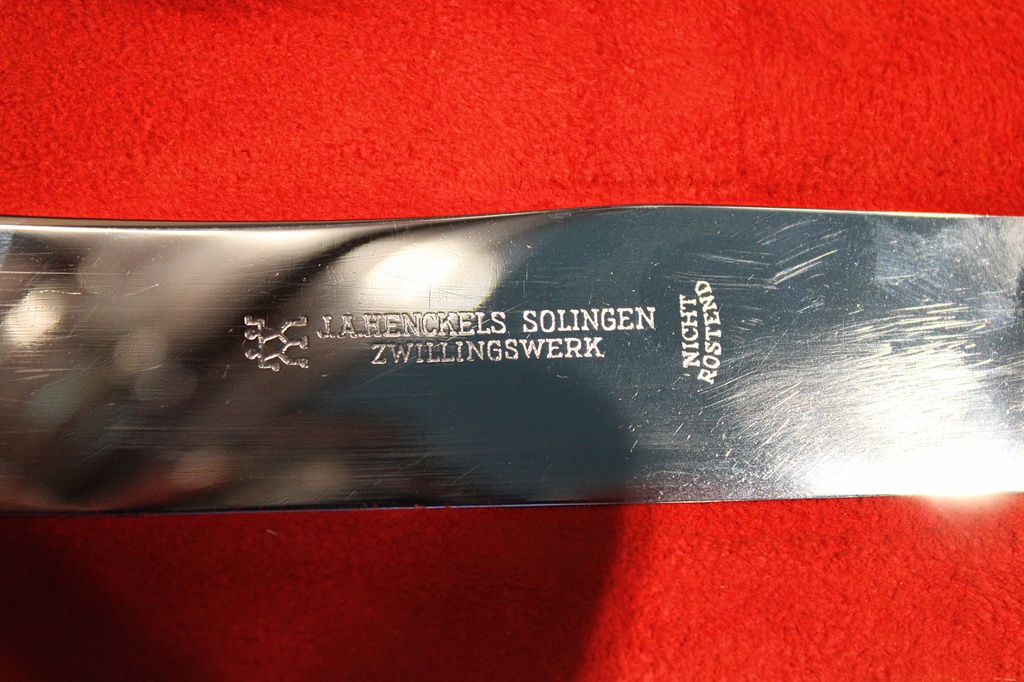 J.A.HENCKELS SOLINGEN
ZWILLINGSWERK
NICHT
ROSTEND